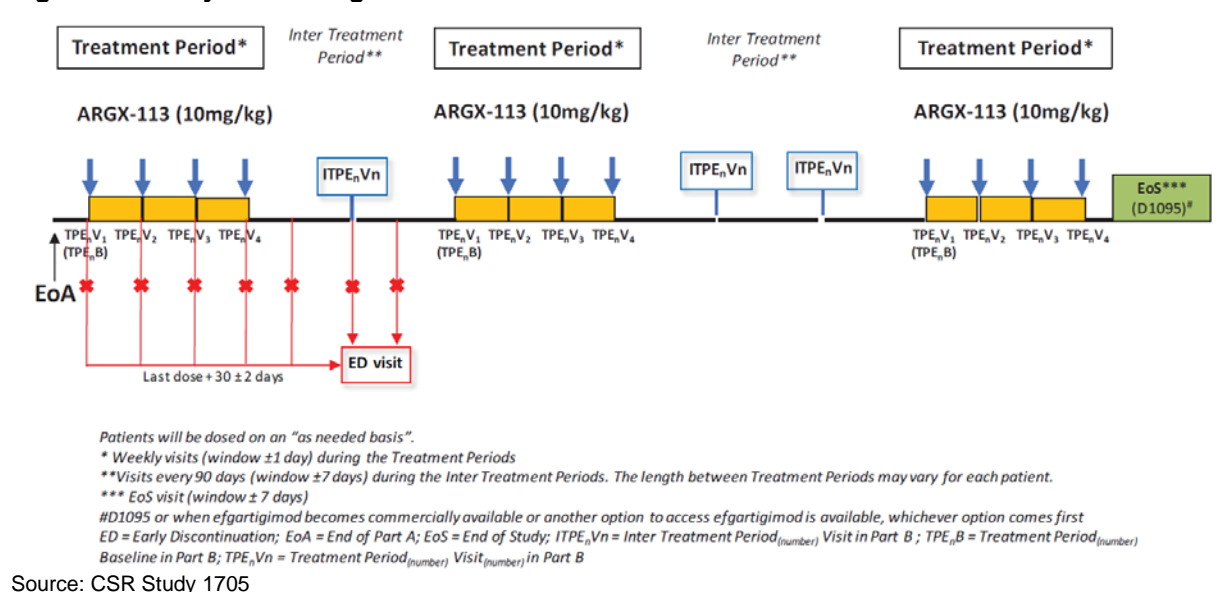 Treatment Period*
Inter Treatment
Period**
Treatment Period*
Inter Treatment
Period**
Treatment Period*
ARGX-113 (10mg/kg)
ARGX-113 (10mg/kg)
ARGX-113 (10mg/kg)
ITPEnVn
ITPEnVn
ITPEnVn
EoS***
(D1095)#
TPEnV1 TPEnV2 TPEnV3 TPEnV4
(TPEnB)
TPEnV1 TPEnV2 TPEnV3 TPEnV4
(TPEnB)
TPEnV1 TPEnV2 TPEnV3 TPEnV4
(TPEnB)
EoA
ED visit
Last dose + 30 ± 2 days
Patients will be dosed on an "as needed basis".
* Weekly visits (window ±1 day) during the Treatment Periods
**Visits every 90 days (window ±7 days) during the Inter Treatment Periods. The length between Treatment Periods may vary for each patient.
*** EoS visit (window ± 7 days)
#D1095 or when efgartigimod becomes commercially available or another option to access efgartigimod is available, whichever option comes first
ED = Early Discontinuation; EoA = End of Part A; EoS = End of Study; ITPEnVn = Inter Treatment Period(number) Visit in Part B ; TPEnB = Treatment Period(number)
Baseline in Part B; TPEnVn = Treatment Period(number) Visit(number) in Part B
Source: CSR Study 1705